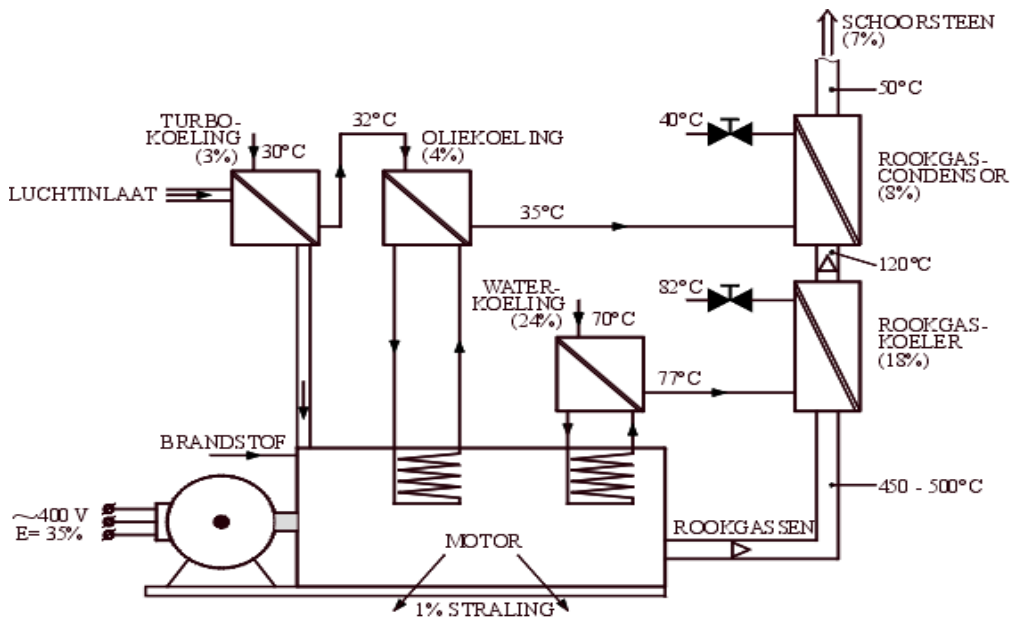 SCHOORSTEEN
(7%)
50°C
TURBO-
KOELING
(3%)
30°C
32°C
OLIEKOELING
(4%)
40°C
ROOKGAS-
CONDENSOR
(8%)
LUCHTINLAAT
35°C
120°C
WATER-
KOELING
(24%)
70°C
82°C
ROOKGAS-
KOELER
(18%)
77°C
BRANDSTOF
450 - 500°C
~400 V
E= 35%
ROOKGASSEN
MOTOR
1% STRALING